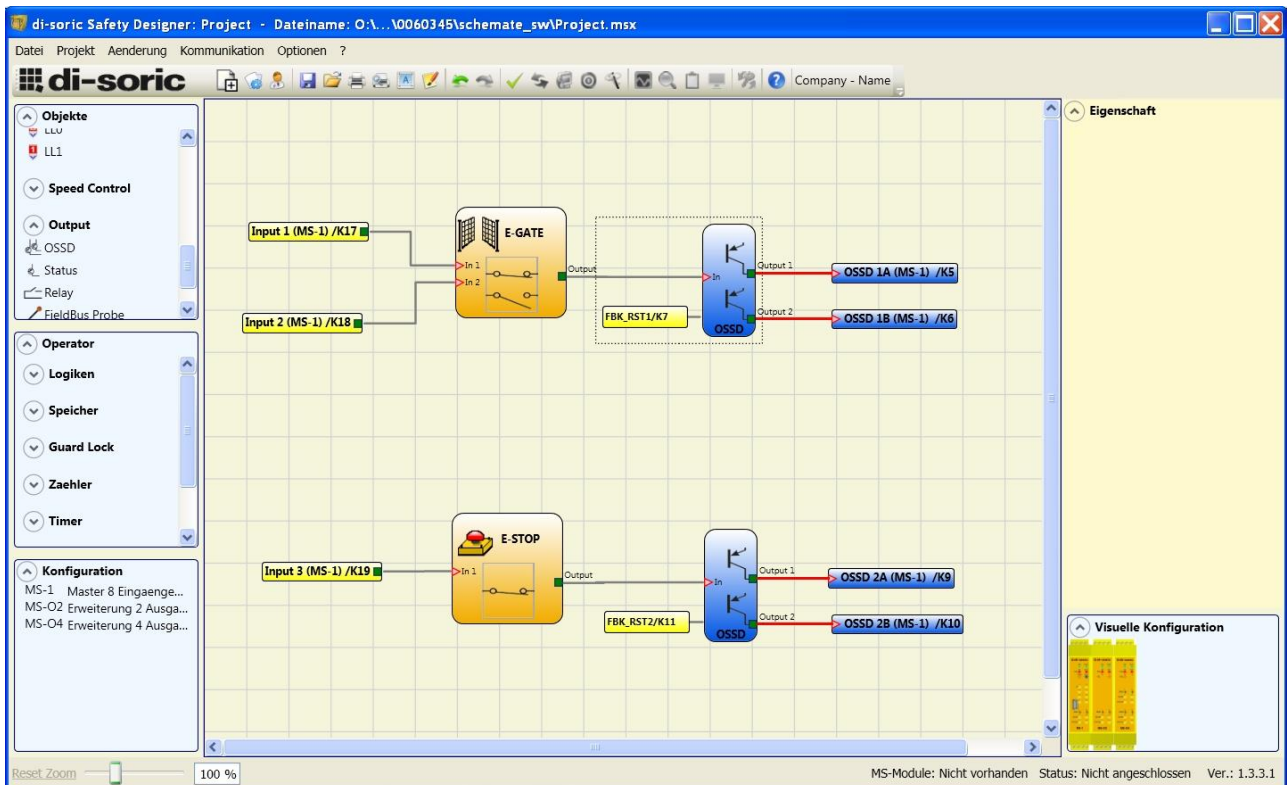 di-soric Safety Designer: Project - Dateiname: O:\...\0060345\schemate_sw\Project.msx
Datei Projekt Aenderung Kommunikation Optionen ?
di-soric
Company - Name
Objekte
LL0
LL1
Speed Control
Output
OSSD
Status
Relay
FieldBus Probe
Operator
Logiken
Speicher
Guard Lock
Zaehler
Timer
Konfiguration
MS-1 Master 8 Eingaenge...
MS-O2 Erweiterung 2 Ausga...
MS-O4 Erweiterung 4 Ausga...
Input 1 (MS-1) /K17
Input 2 (MS-1) /K18
E-GATE
In 1
In 2
Output
FBK_RST1/K7
In
Output 1
Output 2
OSSD
OSSD 1A (MS-1) /K5
OSSD 1B (MS-1) /K6
Input 3 (MS-1) /K19
E-STOP
In 1
Output
FBK_RST2/K11
In
Output 1
Output 2
OSSD
OSSD 2A (MS-1) /K9
OSSD 2B (MS-1) /K10
Eigenschaft
Visuelle Konfiguration
Reset Zoom
100 %
MS-Module: Nicht vorhanden Status: Nicht angeschlossen Ver.: 1.3.3.1